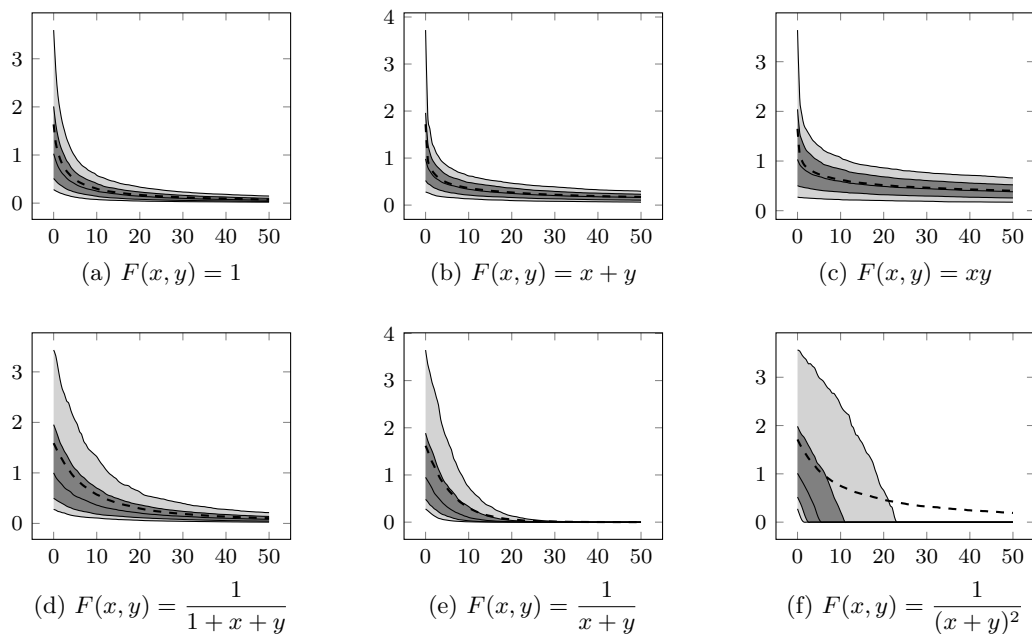 3
2
1
0
0 10 20 30 40 50
(a) F(x, y) = 1
4
3
2
1
0
0 10 20 30 40 50
(b) F(x, y) = x + y
3
2
1
0
0 10 20 30 40 50
(c) F(x, y) = xy
3
2
1
0
0 10 20 30 40 50
(d) F(x, y) = 1 / (1 + x + y)
4
3
2
1
0
0 10 20 30 40 50
(e) F(x, y) = 1 / (x + y)
3
2
1
0
0 10 20 30 40 50
(f) F(x, y) = 1 / (x + y)²